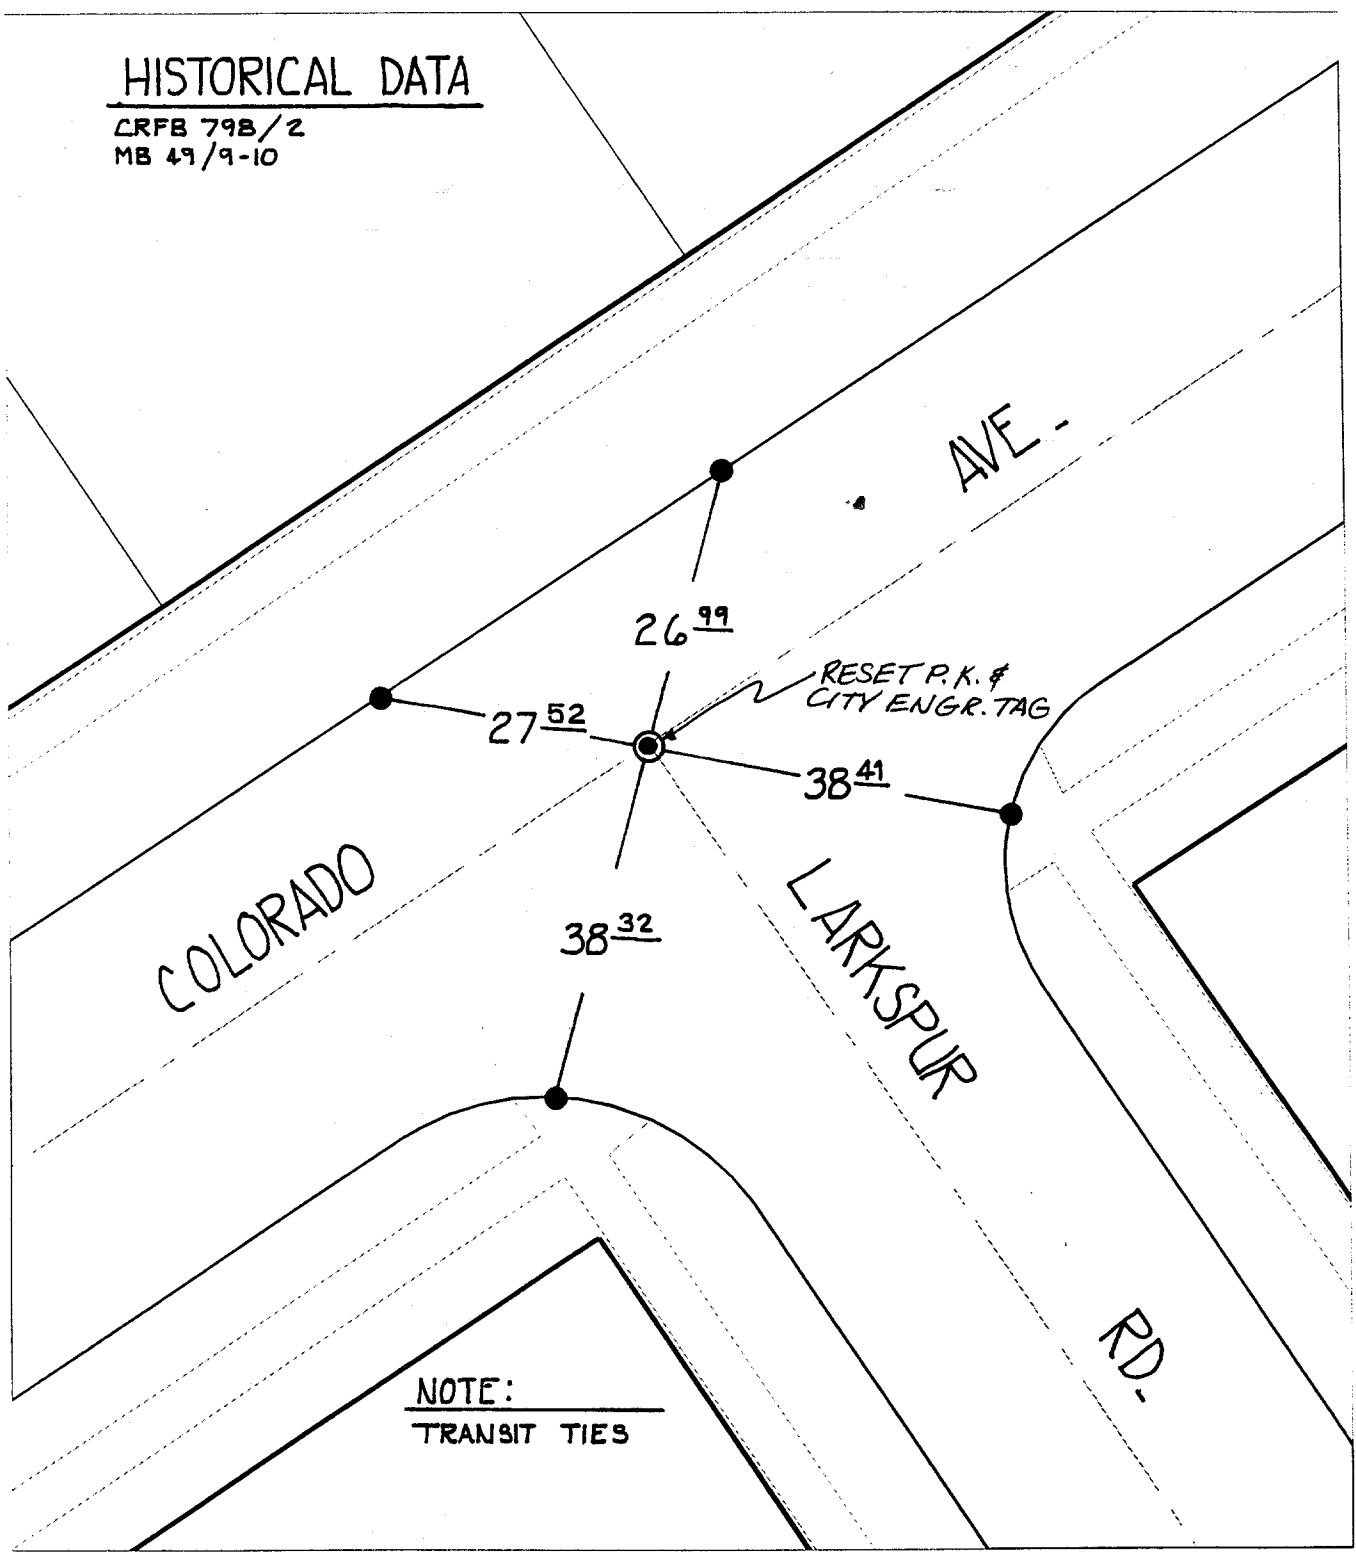 HISTORICAL DATA
CRFB 798/2
MB 49/9-10
AVE.
26 99
RESET P.K. &
CITY ENGR. TAG
27 52
38 41
COLORADO
38 32
LARKSPUR
RD.
NOTE:
TRANSIT TIES